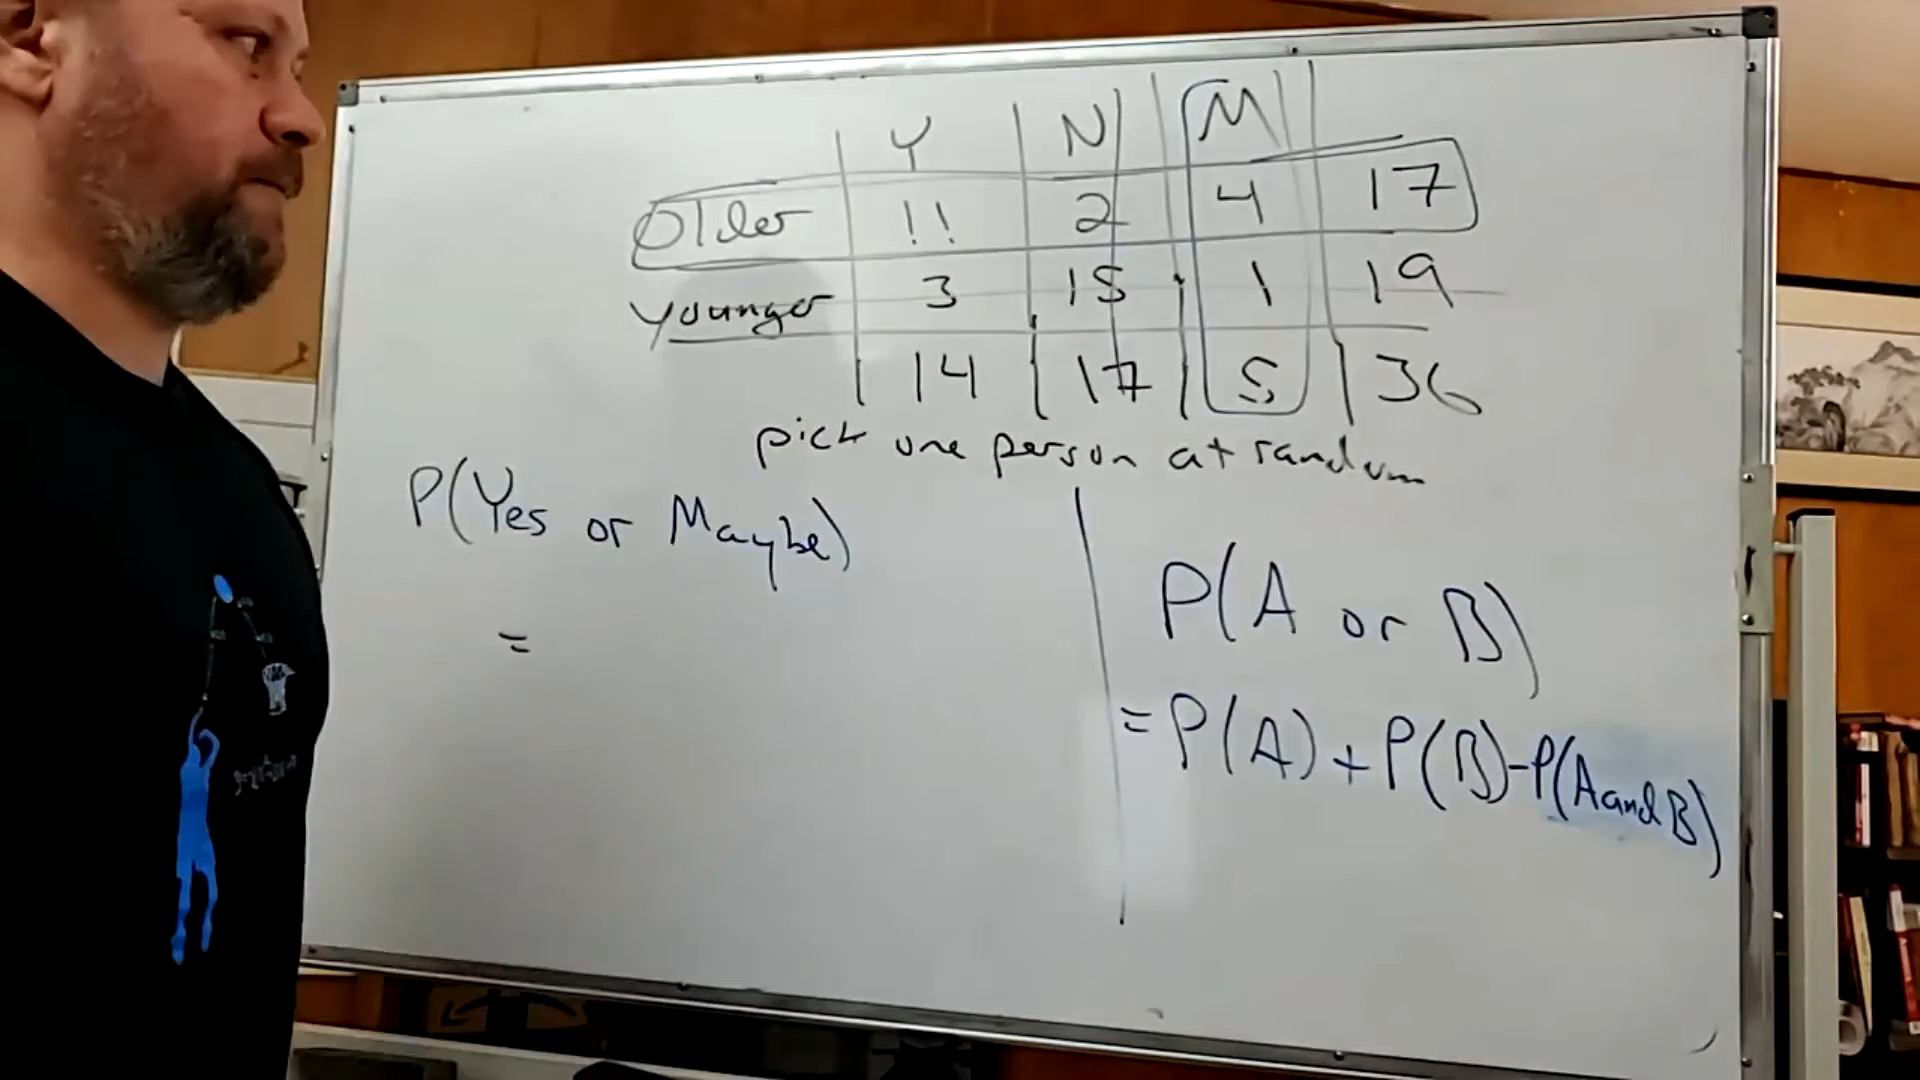 Y N M
Older 11 2 4 17
Younger 3 15 1 19
14 17 5 36
pick one person at random
P(Yes or Maybe)
=
P(A or B)
= P(A) + P(B) - P(A and B)